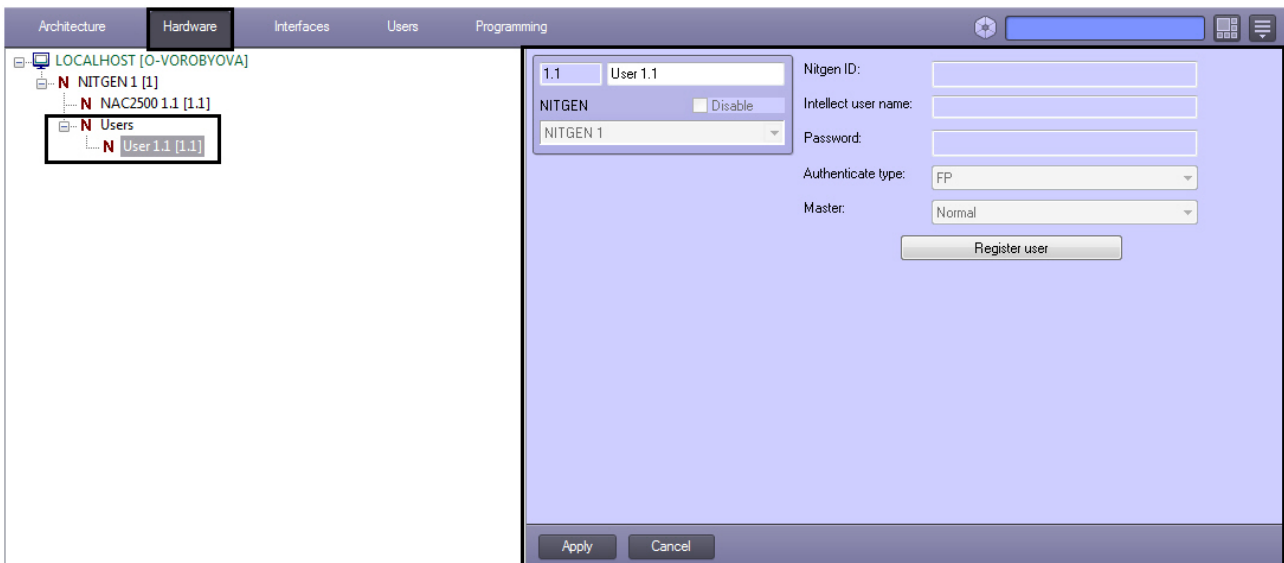 Architecture Hardware Interfaces Users Programming
LOCALHOST [O-VOROBYOVA]
N NITGEN 1 [1]
N NAC2500 1.1 [1.1]
N Users
N User 1.1 [1.1]
1.1 User 1.1
NITGEN Disable
NITGEN 1
Nitgen ID:
Intellect user name:
Password:
Authenticate type: FP
Master: Normal
Register user
Apply Cancel